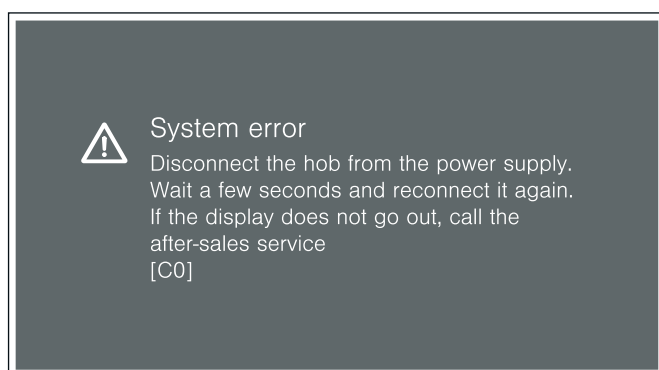 System error
Disconnect the hob from the power supply.
Wait a few seconds and reconnect it again.
If the display does not go out, call the
after-sales service
[C0]